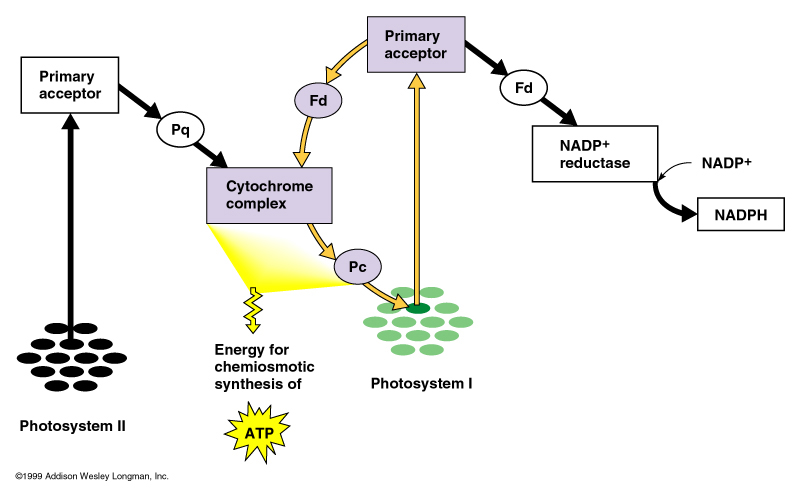 Primary
acceptor
Primary
acceptor
Fd
Fd
Pq
NADP+
reductase
NADP+
NADPH
Cytochrome
complex
Pc
Energy for
chemiosmotic
synthesis of
ATP
Photosystem I
Photosystem II
©1999 Addison Wesley Longman, Inc.